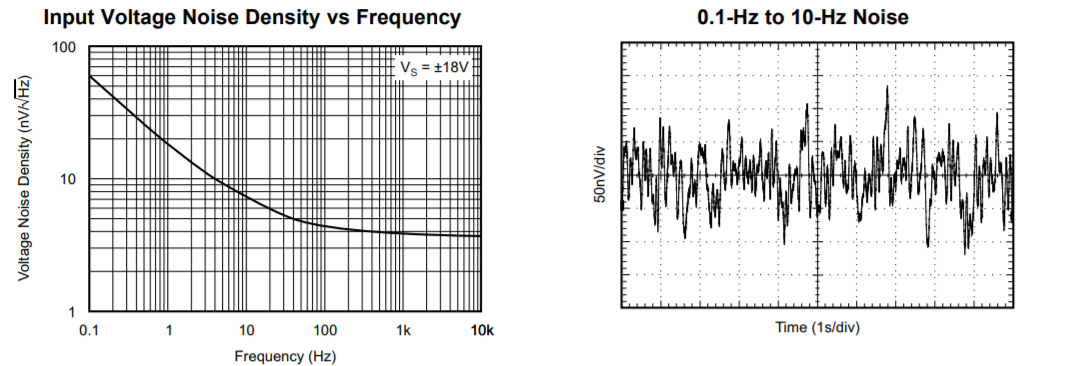 Input Voltage Noise Density vs Frequency
100
10
1
Voltage Noise Density (nV/√Hz)
VS = ±18V
0.1
1
10
100
1k
10k
Frequency (Hz)
0.1-Hz to 10-Hz Noise
50nV/div
Time (1s/div)